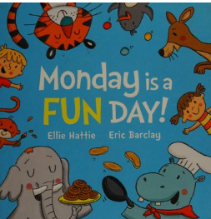 Monday is a
FUN DAY!
Ellie Hattie Eric Barclay